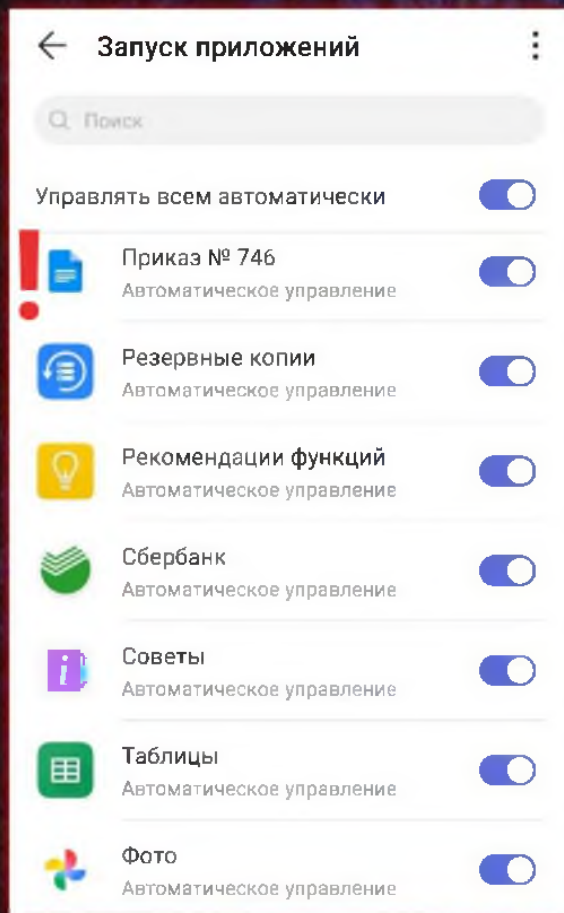 Запуск приложений
Поиск
Управлять всем автоматически
Приказ № 746
Автоматическое управление
Резервные копии
Автоматическое управление
Рекомендации функций
Автоматическое управление
Сбербанк
Автоматическое управление
Советы
Автоматическое управление
Таблицы
Автоматическое управление
Фото
Автоматическое управление